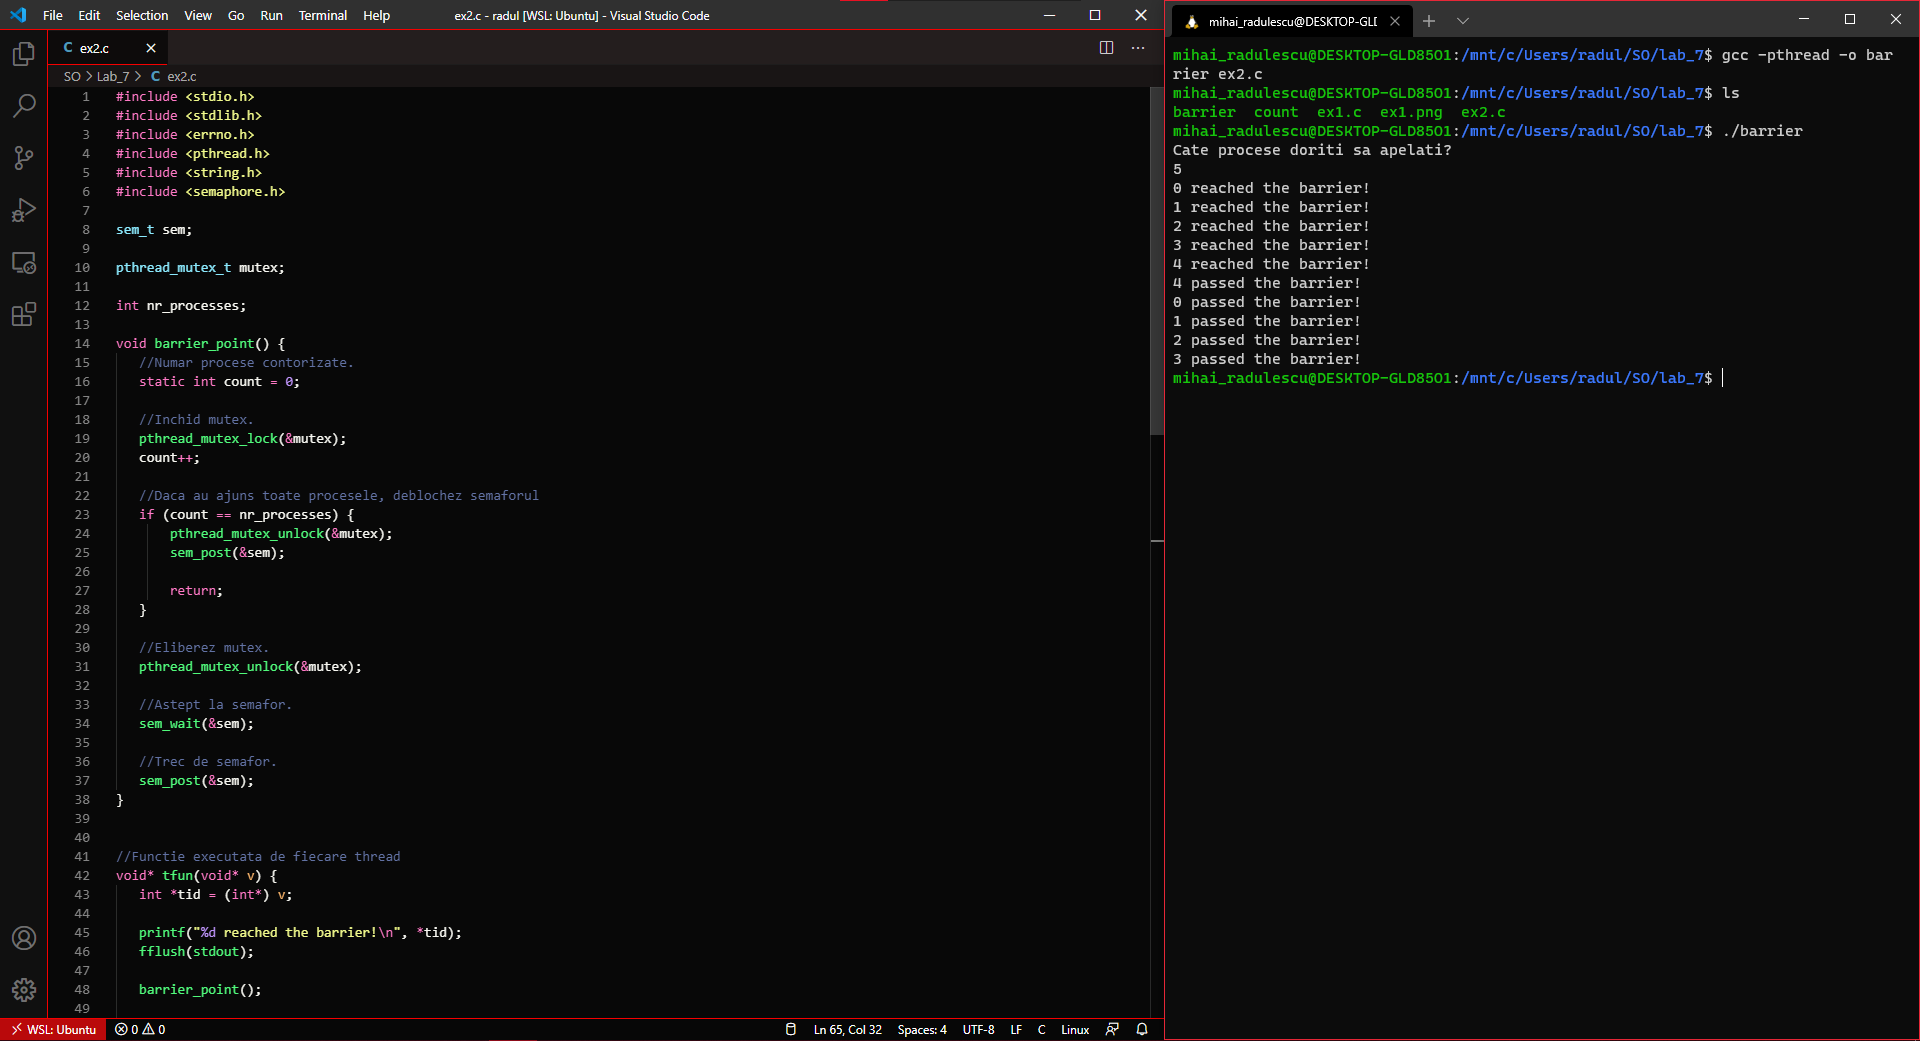 File Edit Selection View Go Run Terminal Help ex2.c - radul [WSL: Ubuntu] - Visual Studio Code
C ex2.c
SO > Lab_7 > C ex2.c
1 #include <stdio.h>
2 #include <stdlib.h>
3 #include <errno.h>
4 #include <pthread.h>
5 #include <string.h>
6 #include <semaphore.h>
7
8 sem_t sem;
9
10 pthread_mutex_t mutex;
11
12 int nr_processes;
13
14 void barrier_point() {
15 //Numar procese contorizate.
16 static int count = 0;
17
18 //Inchid mutex.
19 pthread_mutex_lock(&mutex);
20 count++;
21
22 //Daca au ajuns toate procesele, deblochez semaforul
23 if (count == nr_processes) {
24 pthread_mutex_unlock(&mutex);
25 sem_post(&sem);
26
27 return;
28 }
29
30 //Eliberez mutex.
31 pthread_mutex_unlock(&mutex);
32
33 //Astept la semafor.
34 sem_wait(&sem);
35
36 //Trec de semafor.
37 sem_post(&sem);
38 }
39
40
41 //Functie executata de fiecare thread
42 void* tfun(void* v) {
43 int *tid = (int*) v;
44
45 printf("%d reached the barrier!\n", *tid);
46 fflush(stdout);
47
48 barrier_point();
49
WSL: Ubuntu 0 0 Ln 65, Col 32 Spaces: 4 UTF-8 LF C Linux
mihai_radulescu@DESKTOP-GLD
mihai_radulescu@DESKTOP-GLD8501:/mnt/c/Users/radul/SO/lab_7$ gcc -pthread -o bar
rier ex2.c
mihai_radulescu@DESKTOP-GLD8501:/mnt/c/Users/radul/SO/lab_7$ ls
barrier count ex1.c ex1.png ex2.c
mihai_radulescu@DESKTOP-GLD8501:/mnt/c/Users/radul/SO/lab_7$ ./barrier
Cate procese doriti sa apelati?
5
0 reached the barrier!
1 reached the barrier!
2 reached the barrier!
3 reached the barrier!
4 reached the barrier!
4 passed the barrier!
0 passed the barrier!
1 passed the barrier!
2 passed the barrier!
3 passed the barrier!
mihai_radulescu@DESKTOP-GLD8501:/mnt/c/Users/radul/SO/lab_7$